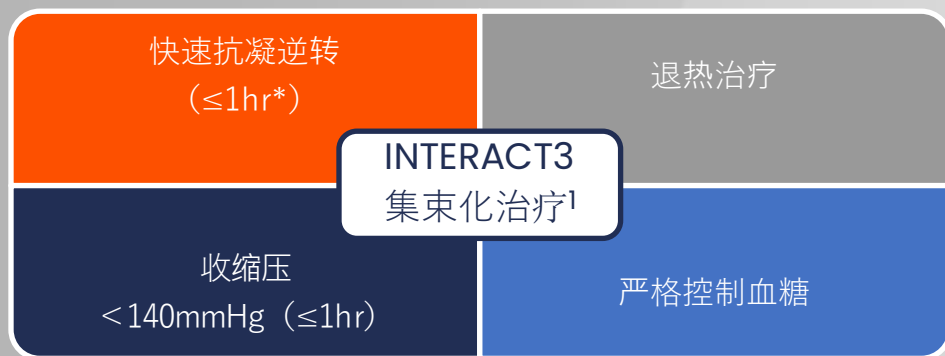 快速抗凝逆转
（≤1hr*）
退热治疗
INTERACT3
集束化治疗¹
收缩压
＜140mmHg（≤1hr）
严格控制血糖